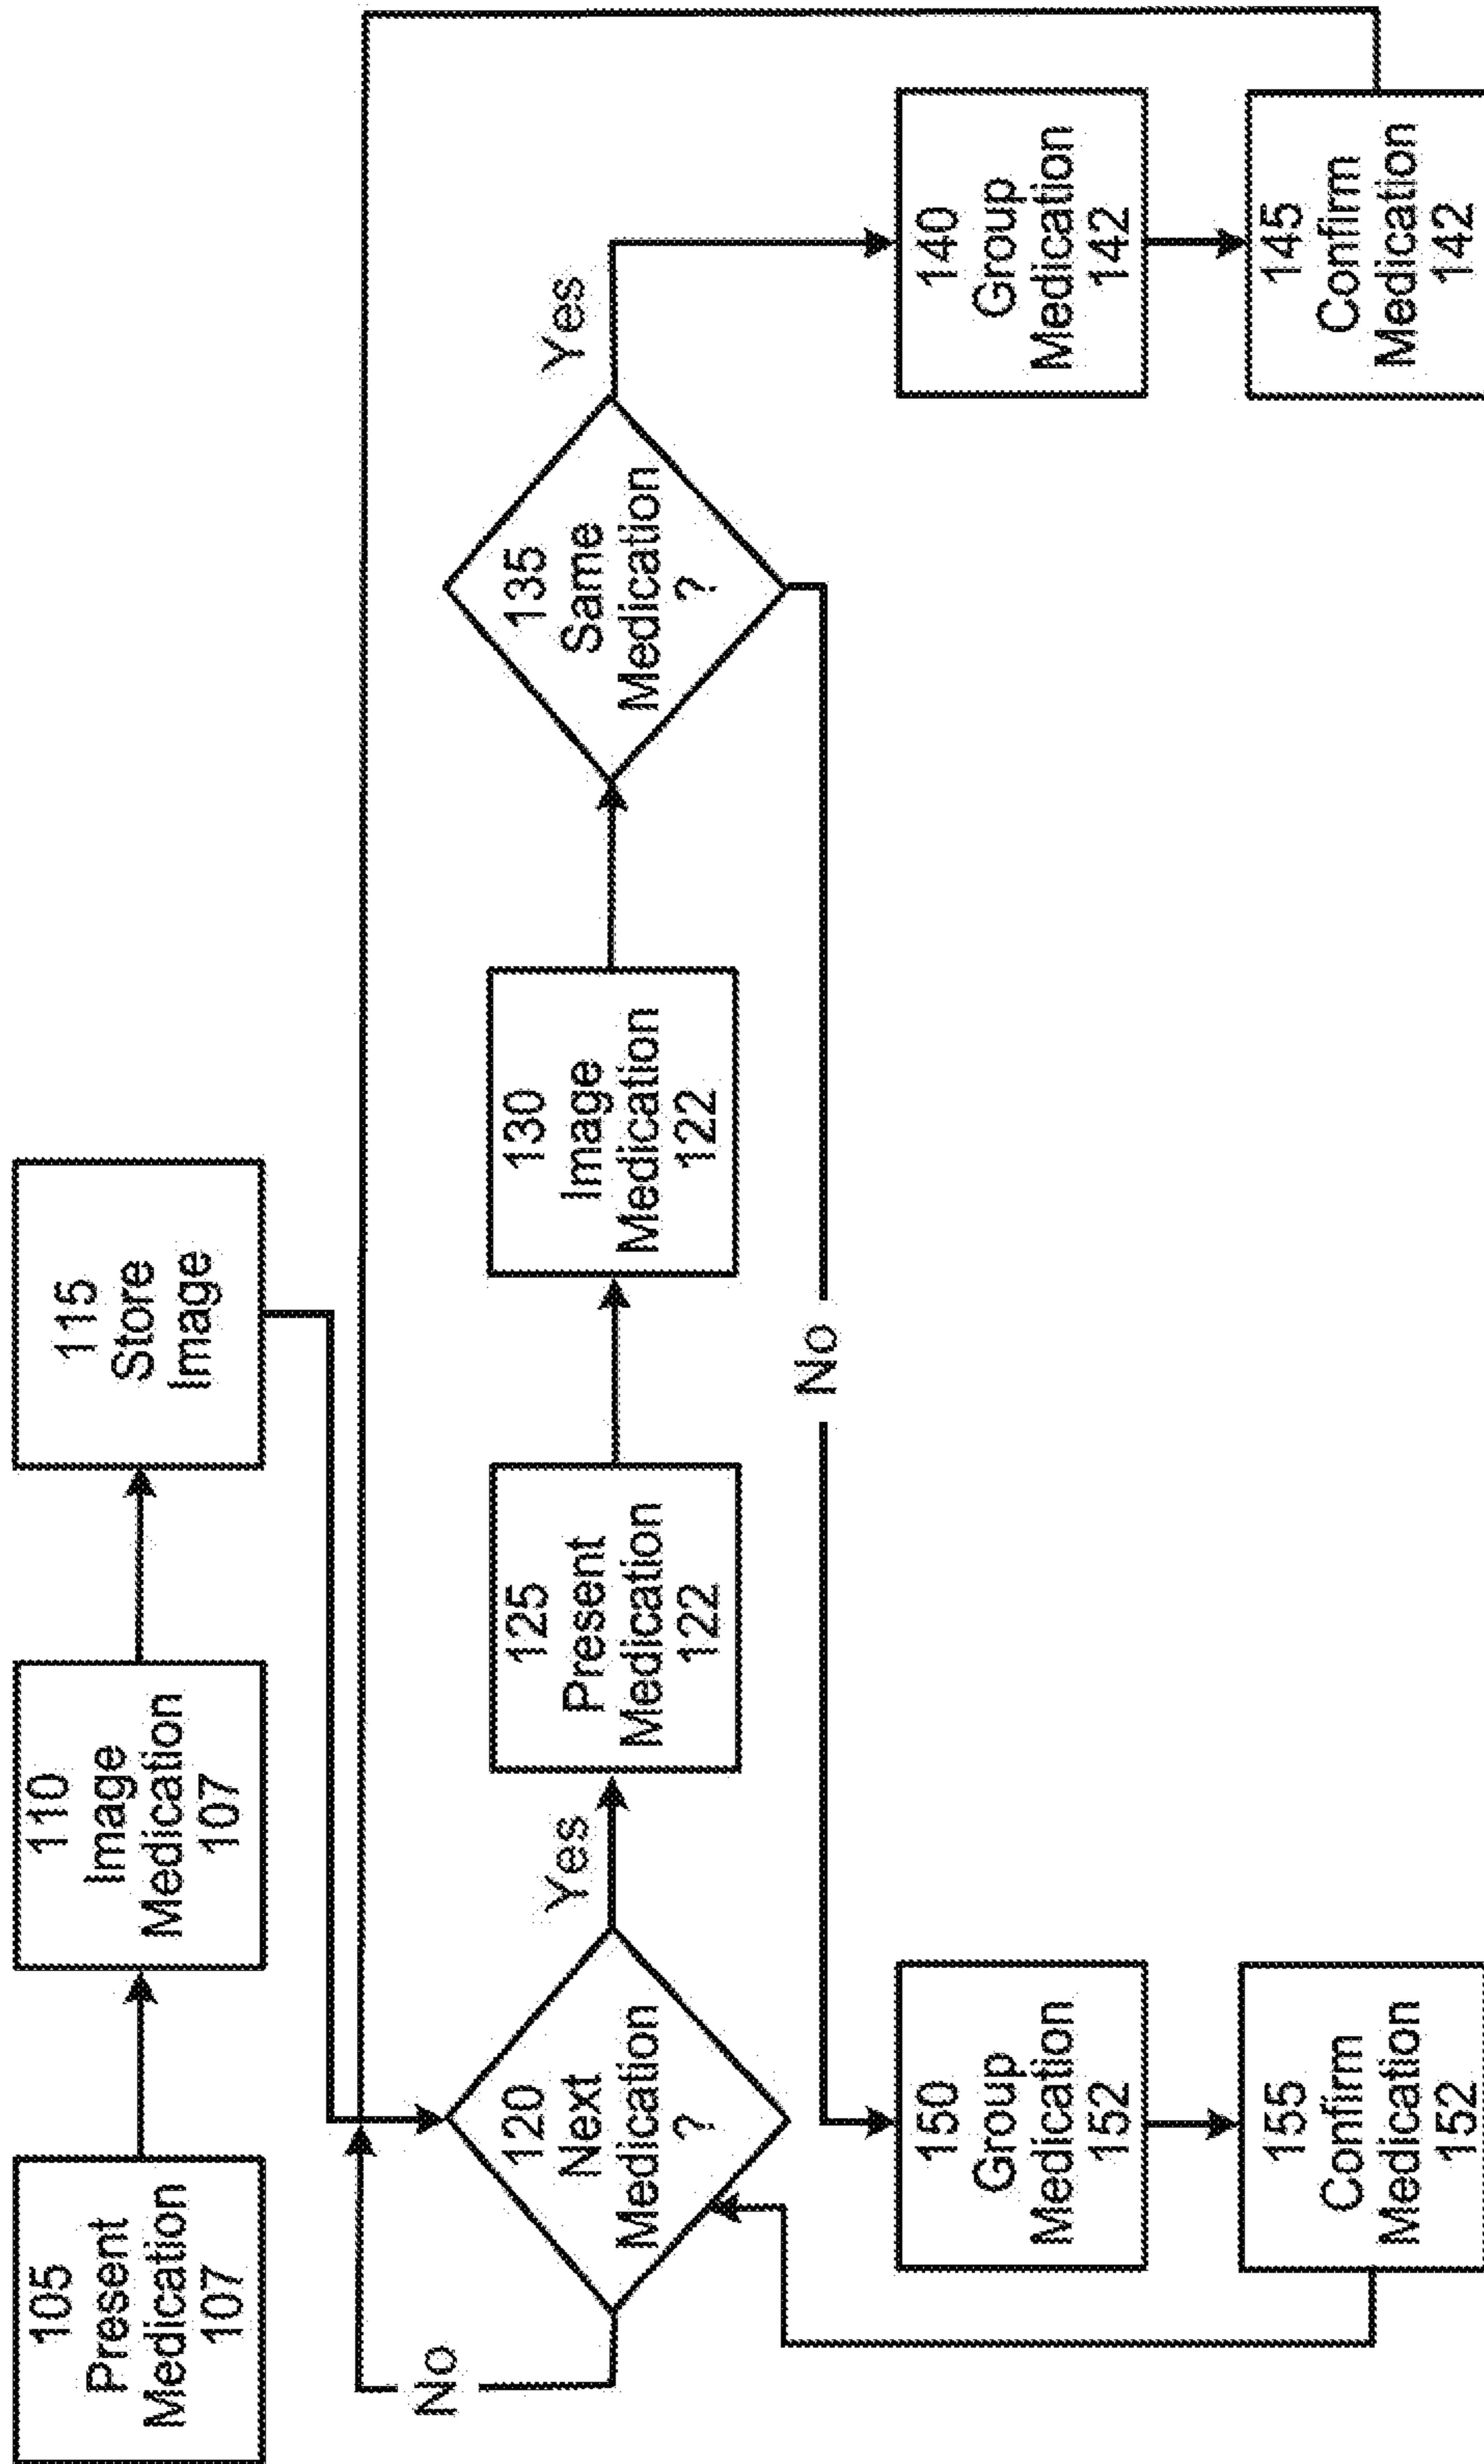 105
Present
Medication
107
110
Image
Medication
107
115
Store
Image
120
Next
Medication
?
No
Yes
125
Present
Medication
122
130
Image
Medication
122
135
Same
Medication
?
Yes
No
140
Group
Medication
142
145
Confirm
Medication
142
150
Group
Medication
152
155
Confirm
Medication
152